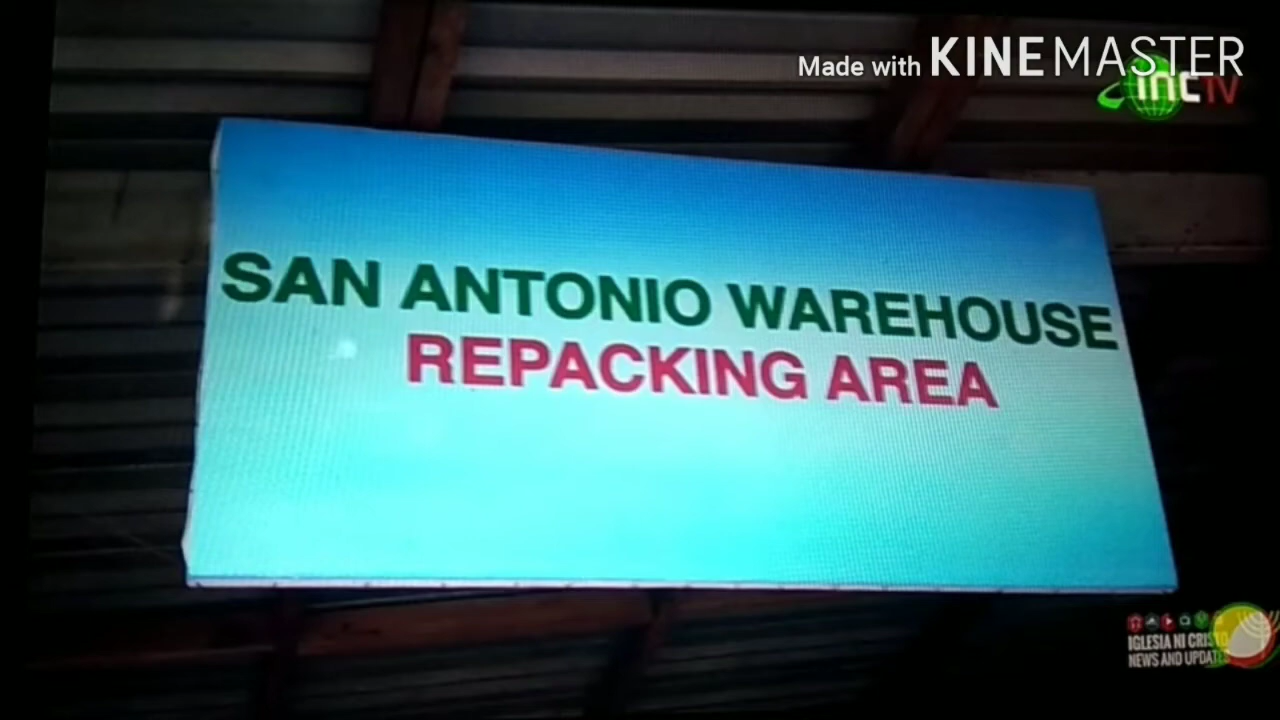 Made with KINEMASTER
iNC TV
SAN ANTONIO WAREHOUSE
REPACKING AREA
IGLESIA NI CRISTO
NEWS AND UPDATES